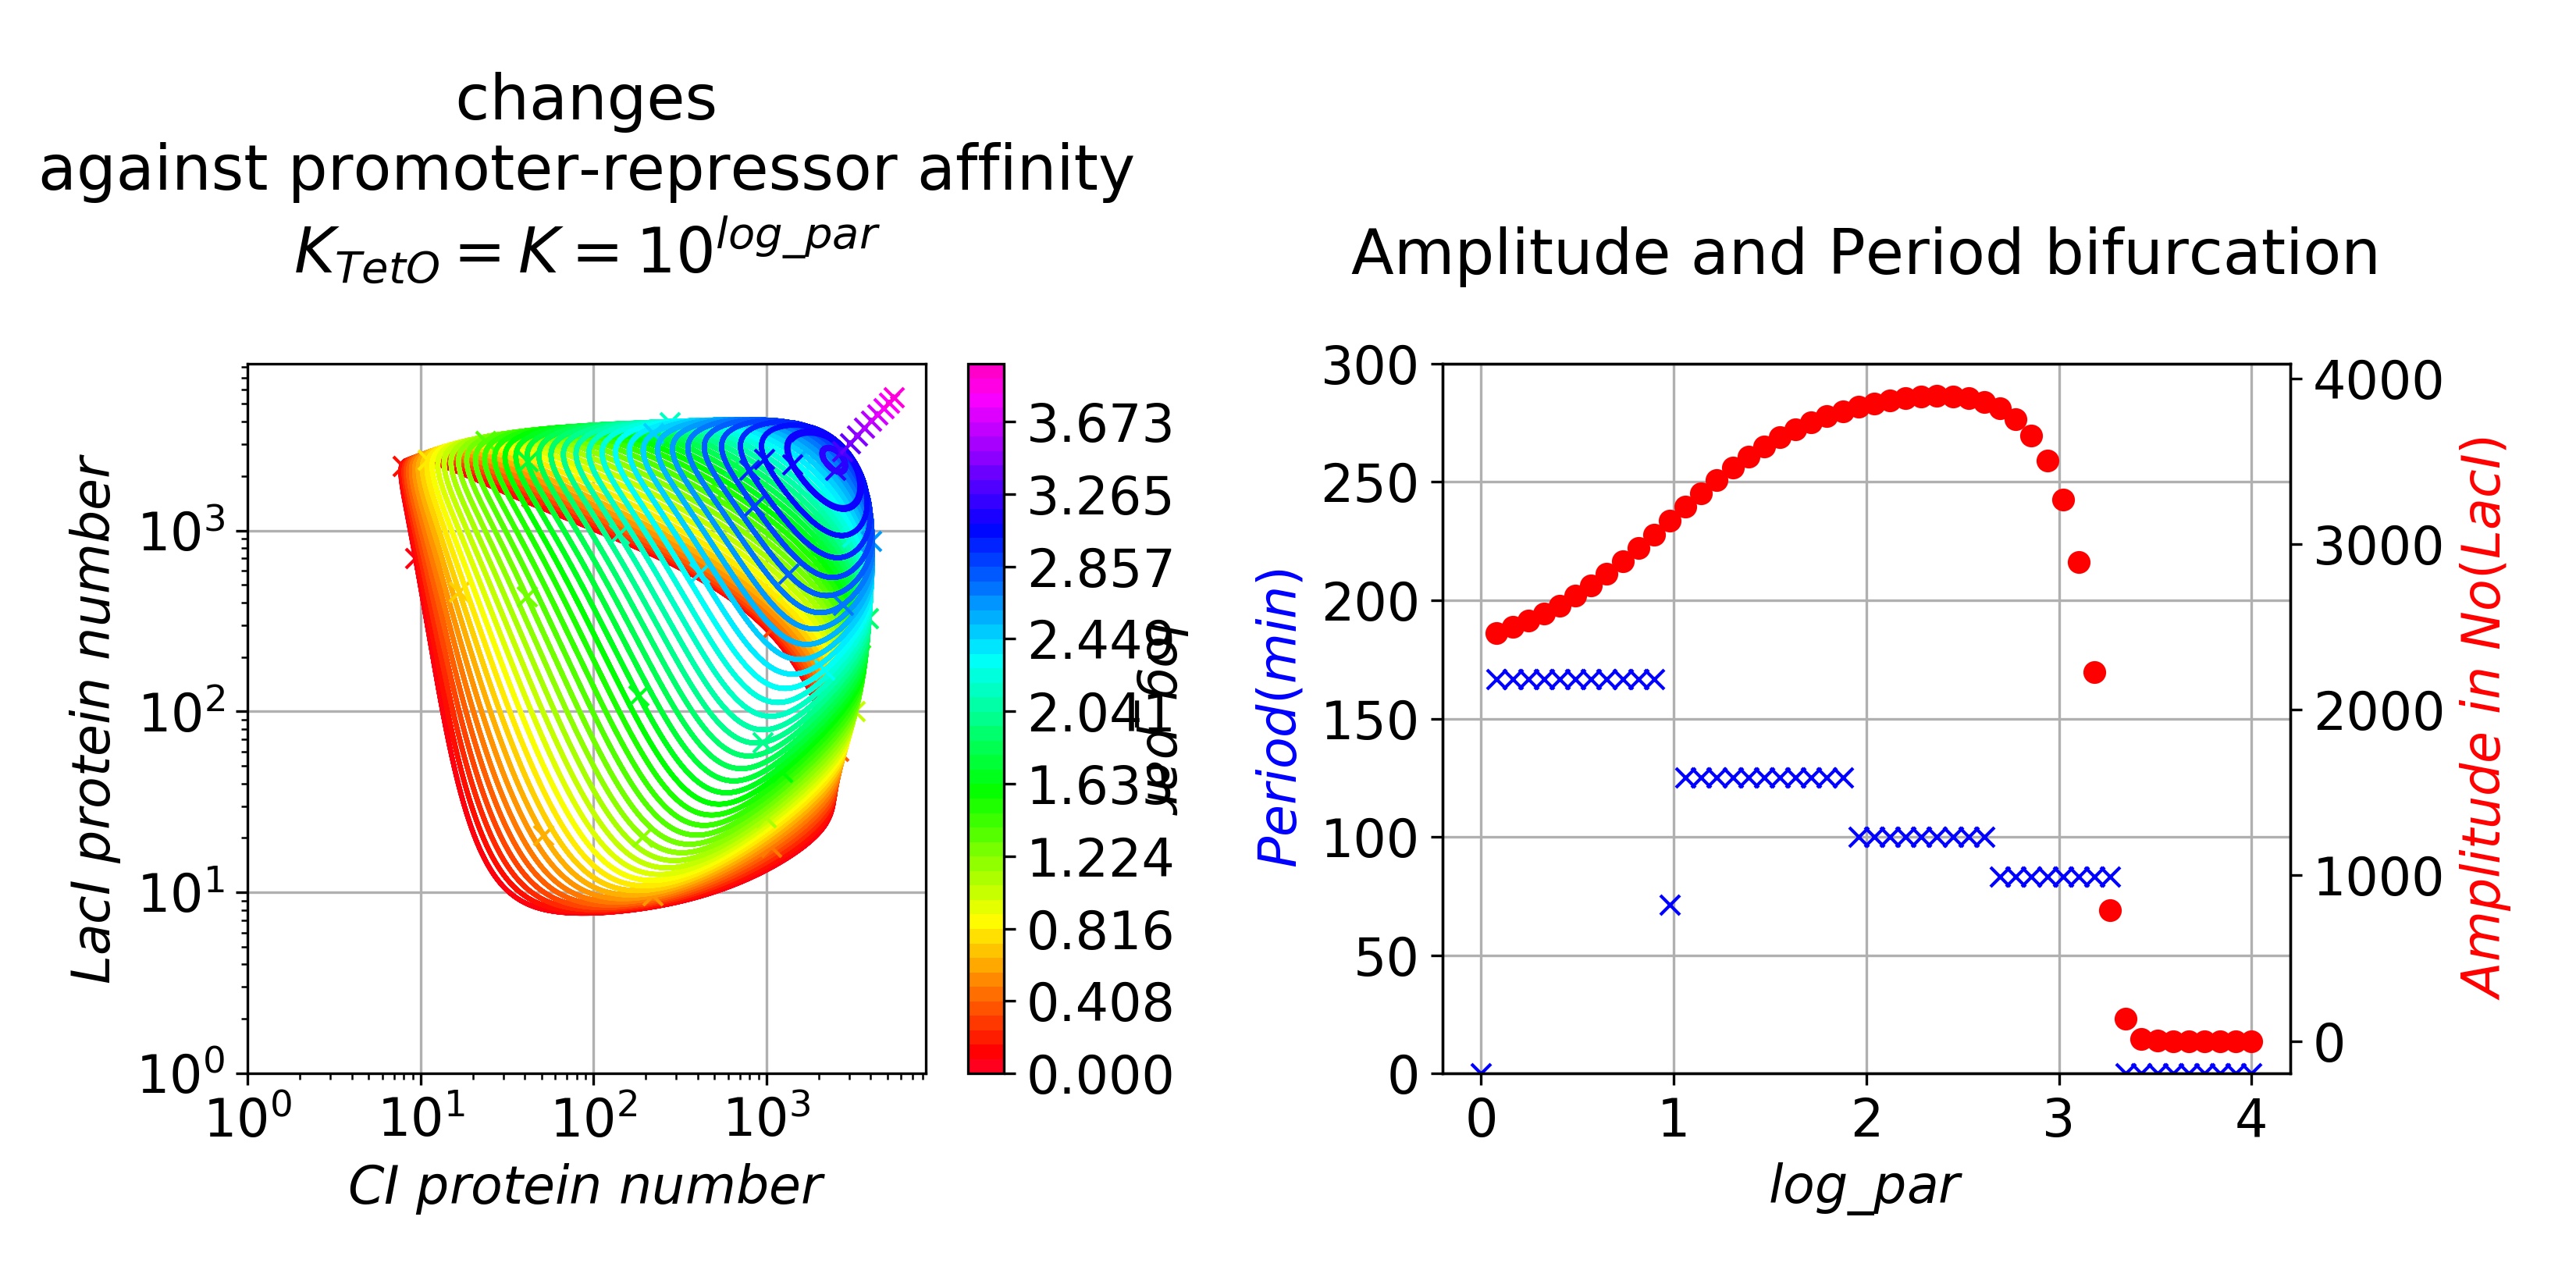 changes
against promoter-repressor affinity
K_{TetO} = K = 10^{log_par}
LacI protein number
10^3
10^2
10^1
10^0
10^0 10^1 10^2 10^3
CI protein number
3.673
3.265
2.857
2.449
2.041
1.633
1.224
0.816
0.408
0.000
log_par
Amplitude and Period bifurcation
Period(min)
300
250
200
150
100
50
0
0 1 2 3 4
log_par
4000
3000
2000
1000
0
Amplitude in No(LacI)